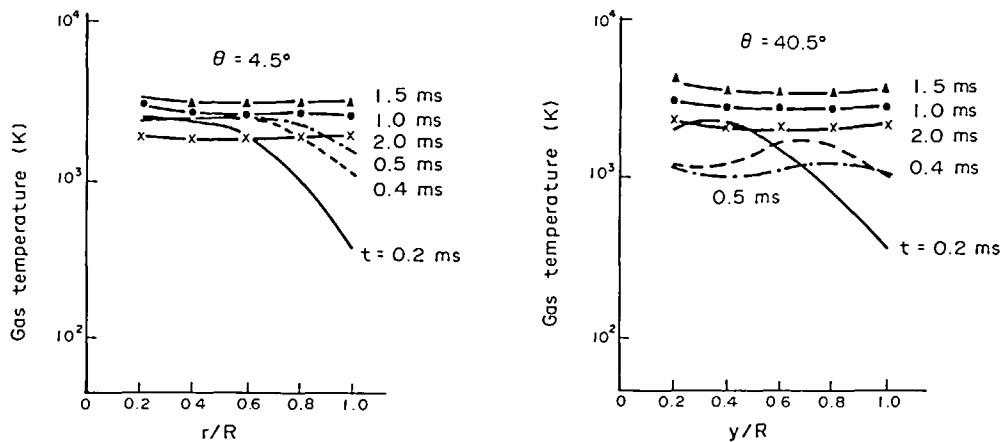 10⁴
θ = 4.5°
1.5 ms
1.0 ms
2.0 ms
0.5 ms
0.4 ms
t = 0.2 ms
10³
10²
Gas temperature (K)
0 0.2 0.4 0.6 0.8 1.0
r/R
10⁴
θ = 40.5°
1.5 ms
1.0 ms
2.0 ms
0.4 ms
0.5 ms
t = 0.2 ms
10³
10²
Gas temperature (K)
0 0.2 0.4 0.6 0.8 1.0
y/R